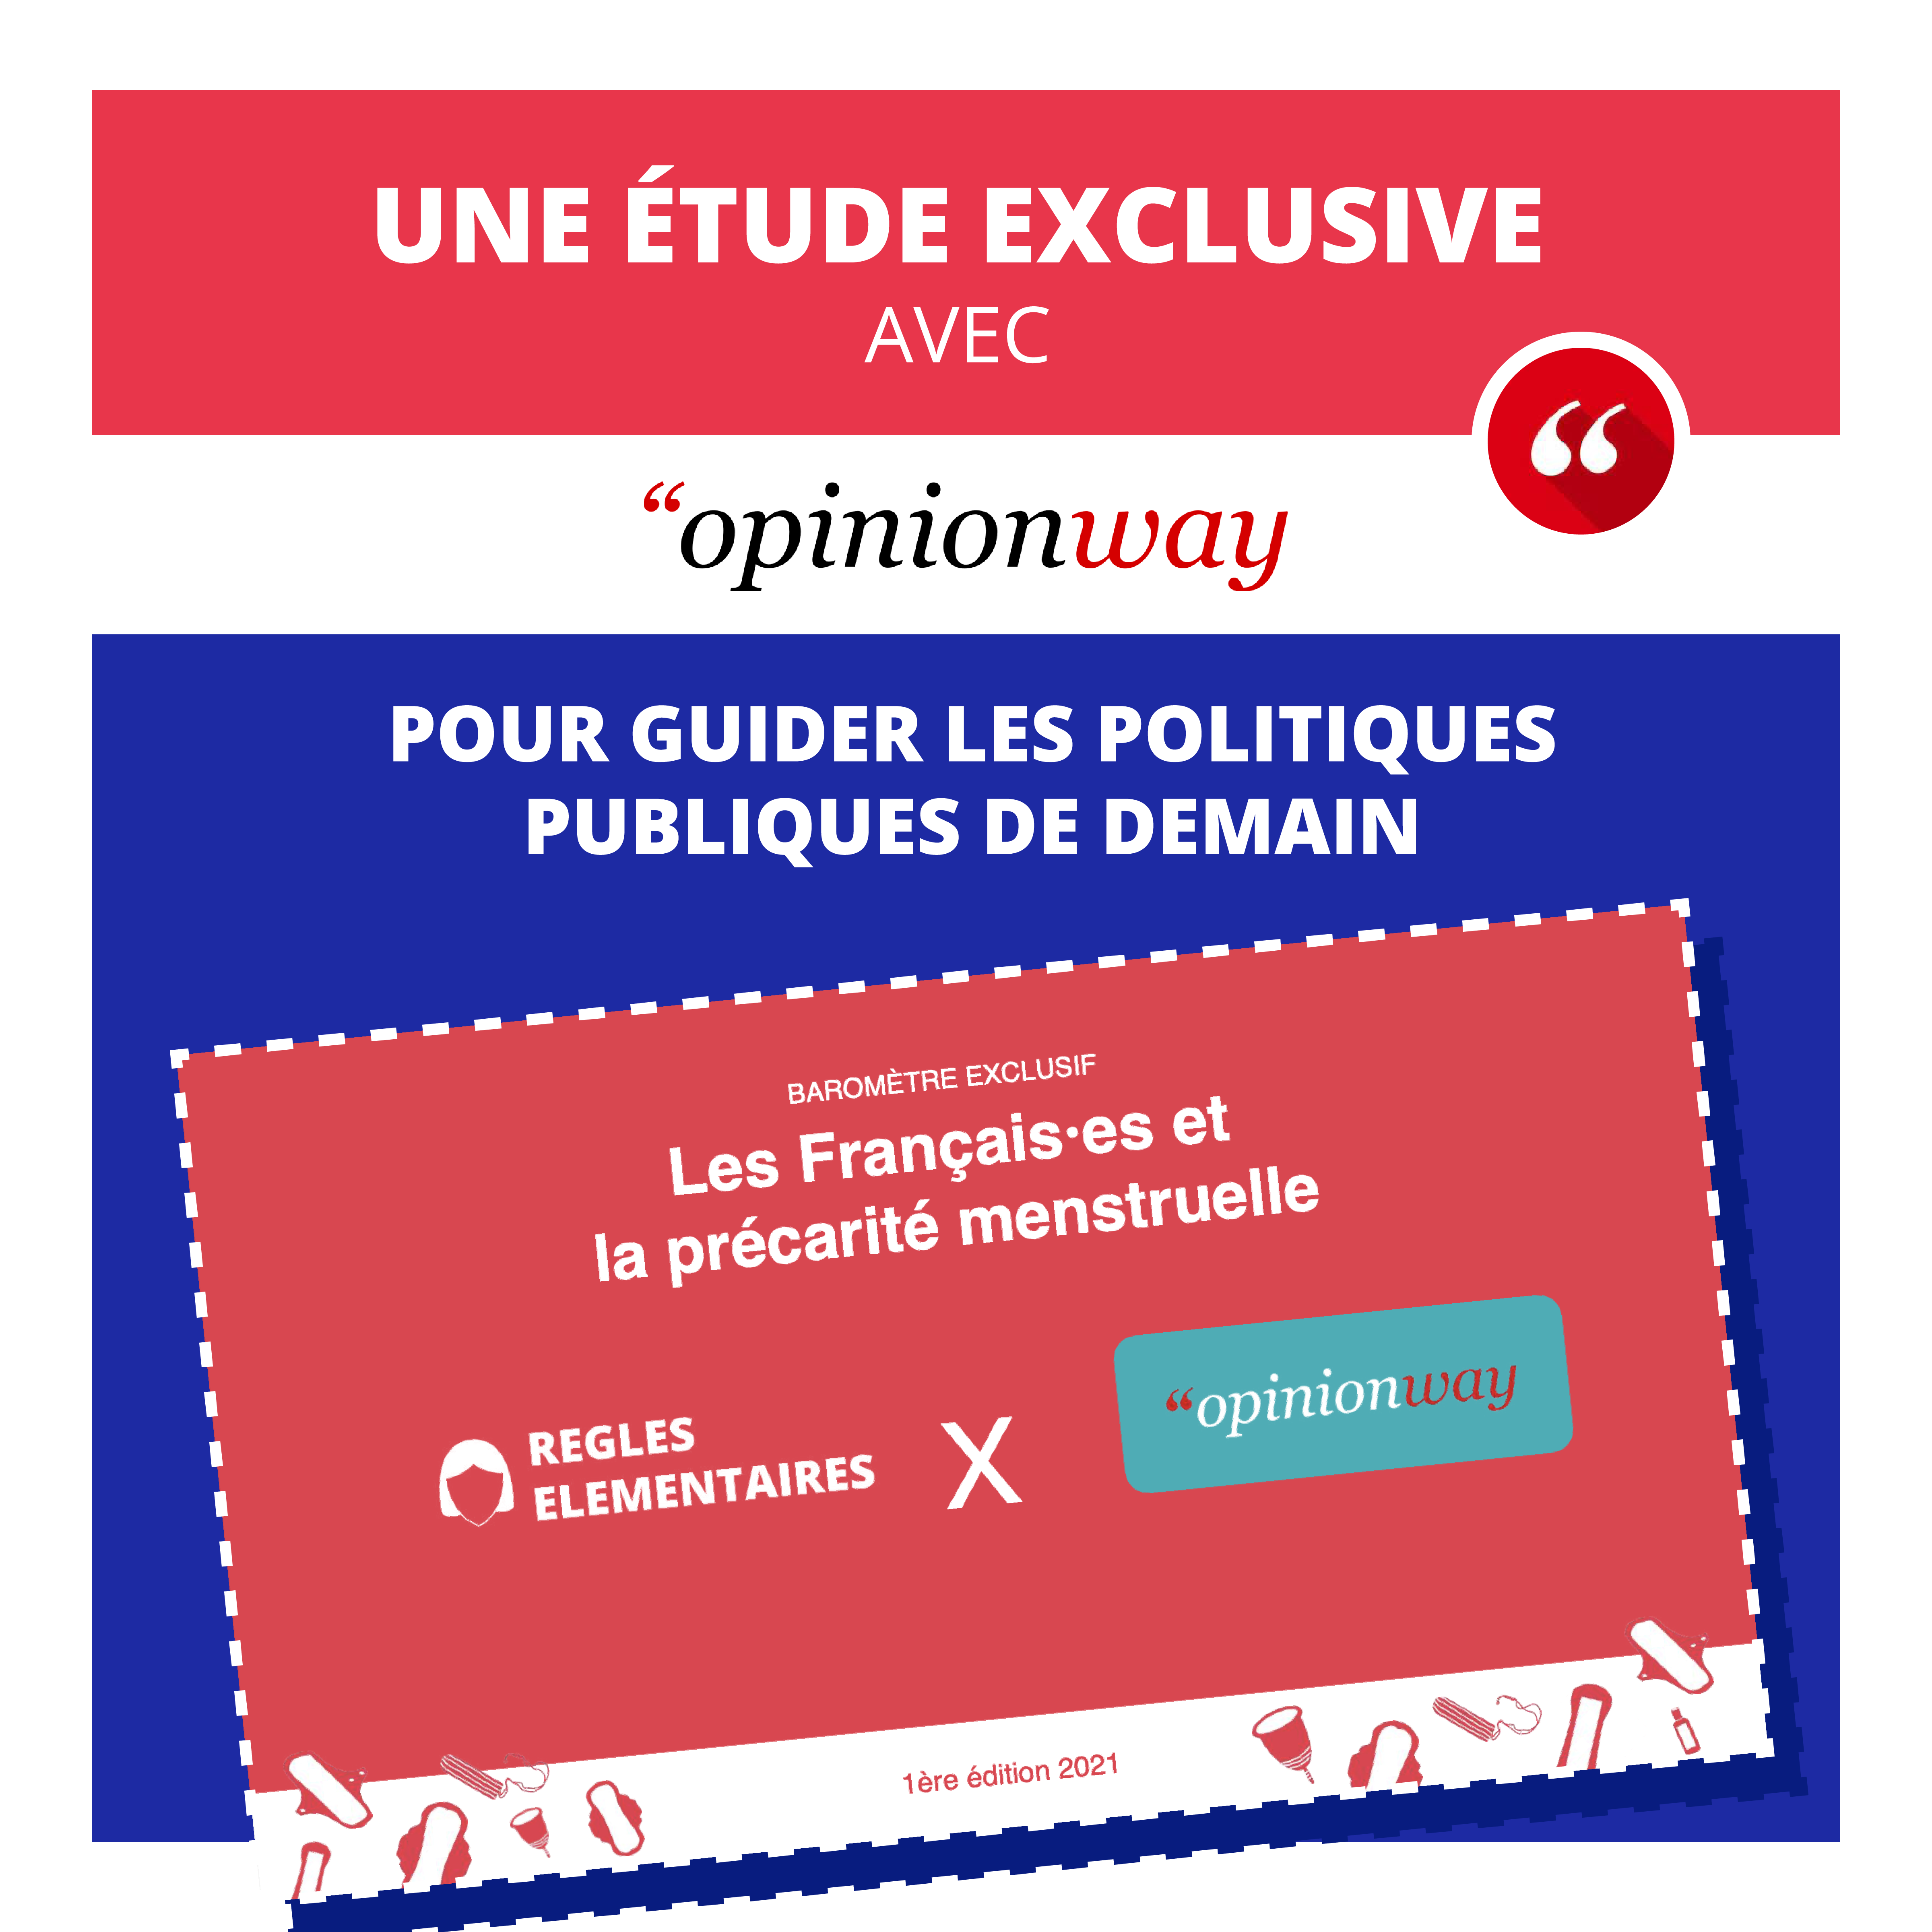 UNE ÉTUDE EXCLUSIVE
AVEC
“opinionway
POUR GUIDER LES POLITIQUES
PUBLIQUES DE DEMAIN
BAROMÈTRE EXCLUSIF
Les Français·es et
la précarité menstruelle
REGLES
ELEMENTAIRES
X
“opinionway
1ère édition 2021